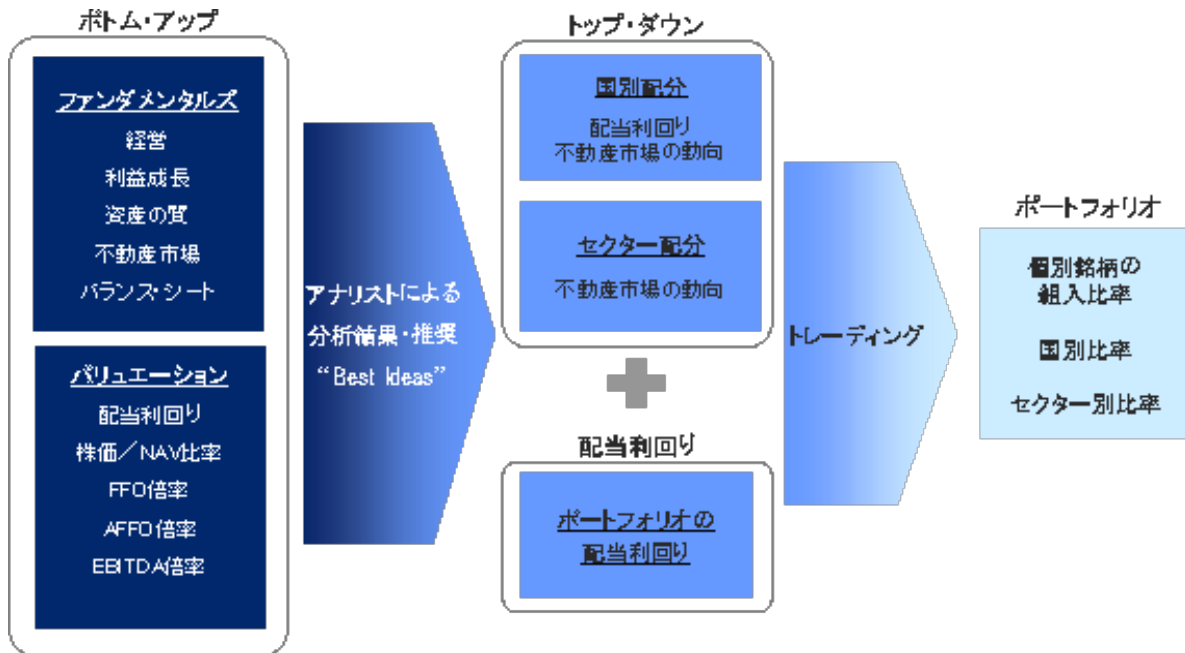 ボトム・アップ
ファンダメンタルズ
経営
利益成長
資産の質
不動産市場
バランス・シート
バリュエーション
配当利回り
株価／NAV比率
FFO倍率
AFFO倍率
EBITDA倍率
アナリストによる
分析結果・推奨
“Best Ideas”
トップ・ダウン
国別配分
配当利回り
不動産市場の動向
セクター配分
不動産市場の動向
配当利回り
ポートフォリオの
配当利回り
トレーディング
ポートフォリオ
個別銘柄の
組入比率
国別比率
セクター別比率